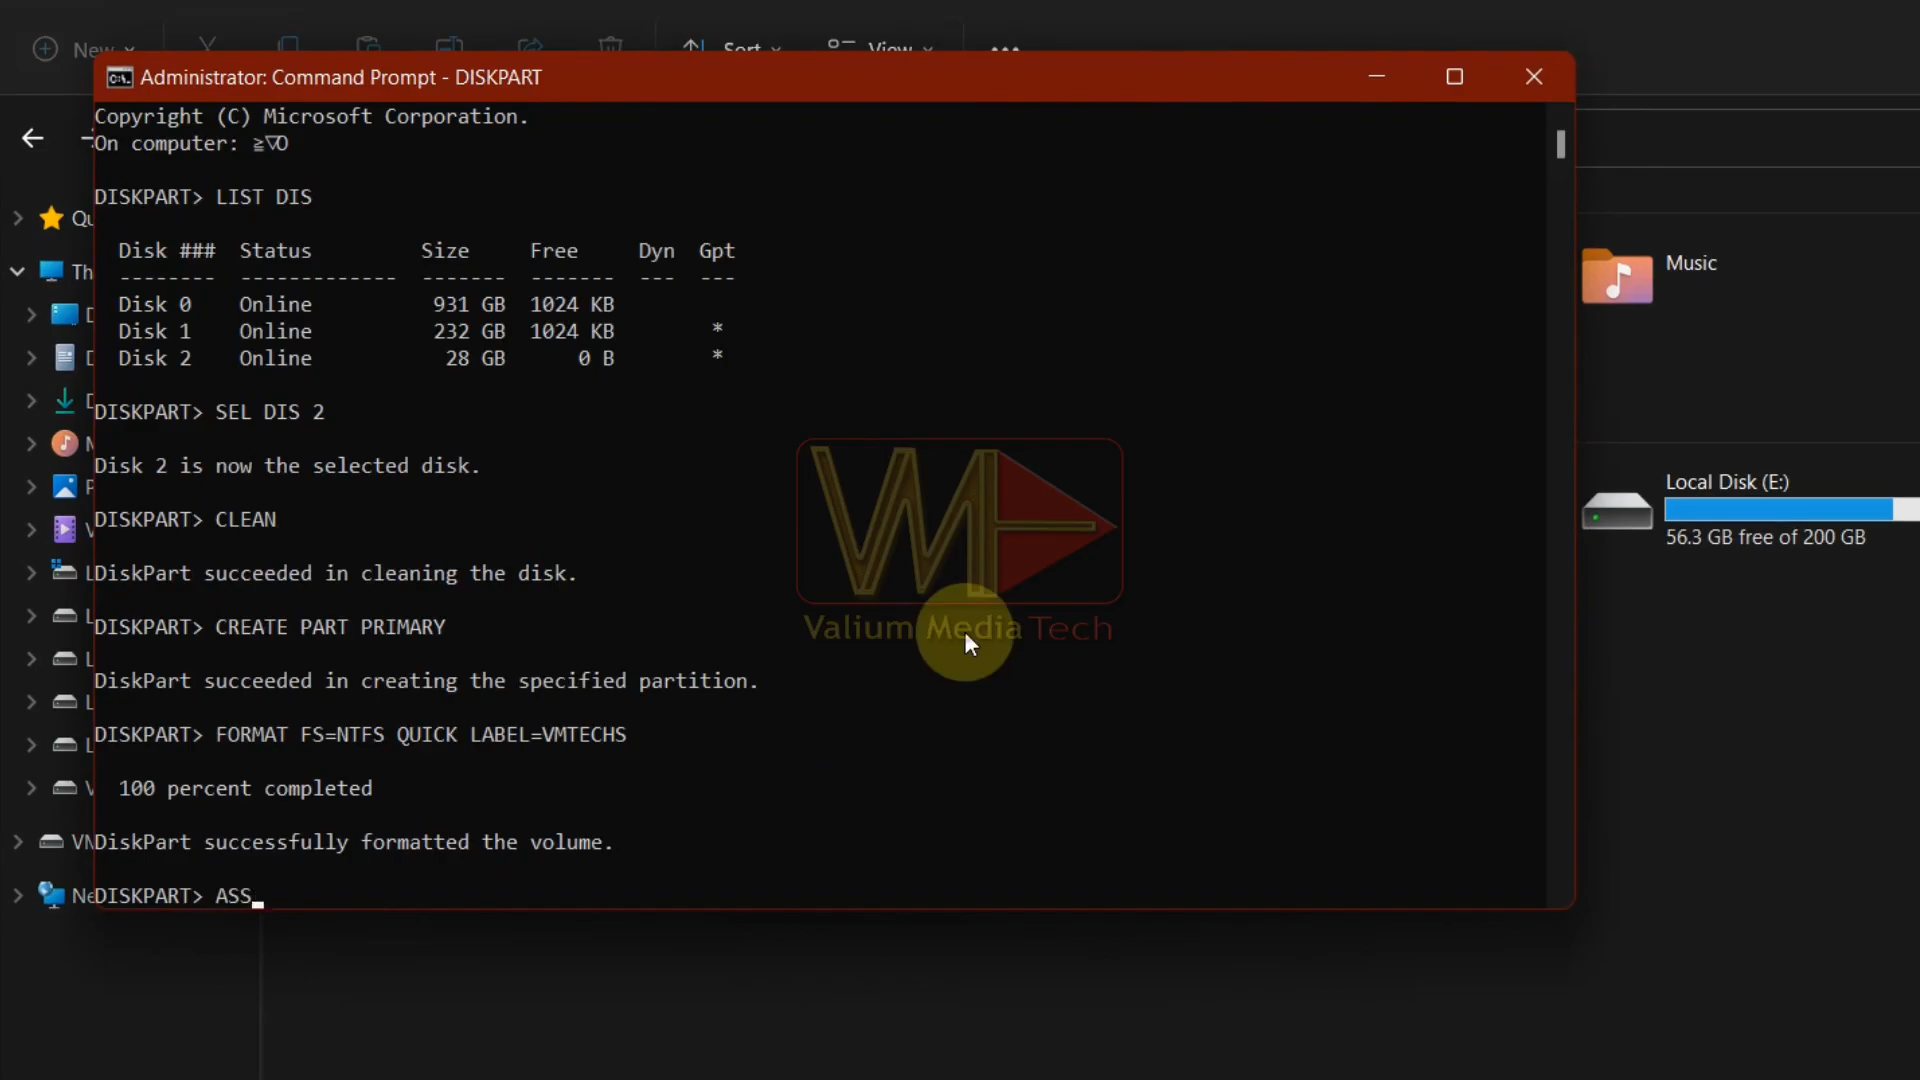 New
Sort
View
Administrator: Command Prompt - DISKPART
Copyright (C) Microsoft Corporation.
On computer: ≧▽O
DISKPART> LIST DIS
Disk ### Status Size Free Dyn Gpt
-------- ------------- ------- ------- --- ---
Disk 0 Online 931 GB 1024 KB
Disk 1 Online 232 GB 1024 KB *
Disk 2 Online 28 GB 0 B *
DISKPART> SEL DIS 2
Disk 2 is now the selected disk.
DISKPART> CLEAN
DiskPart succeeded in cleaning the disk.
DISKPART> CREATE PART PRIMARY
DiskPart succeeded in creating the specified partition.
DISKPART> FORMAT FS=NTFS QUICK LABEL=VMTECHS
100 percent completed
DiskPart successfully formatted the volume.
DISKPART> ASS
Music
Local Disk (E:)
56.3 GB free of 200 GB
Valium Media Tech